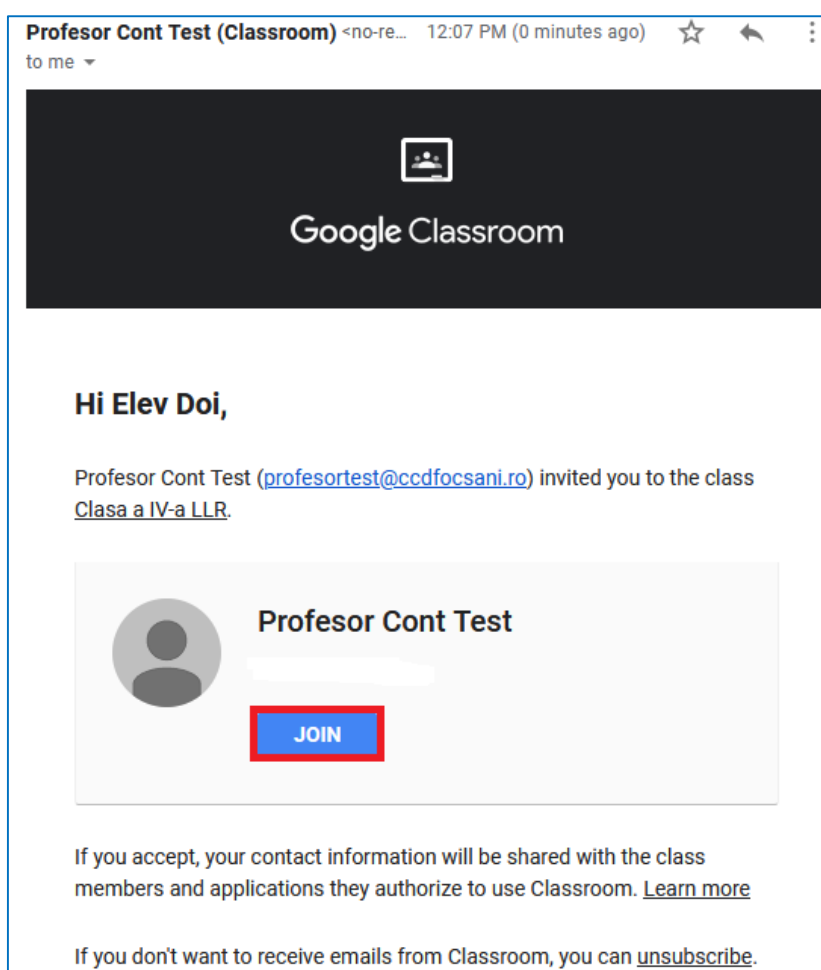 Profesor Cont Test (Classroom) <no-re... 12:07 PM (0 minutes ago)
to me
Google Classroom
Hi Elev Doi,
Profesor Cont Test (profesortest@ccdfocsani.ro) invited you to the class
Clasa a IV-a LLR.
Profesor Cont Test
JOIN
If you accept, your contact information will be shared with the class
members and applications they authorize to use Classroom. Learn more
If you don't want to receive emails from Classroom, you can unsubscribe.